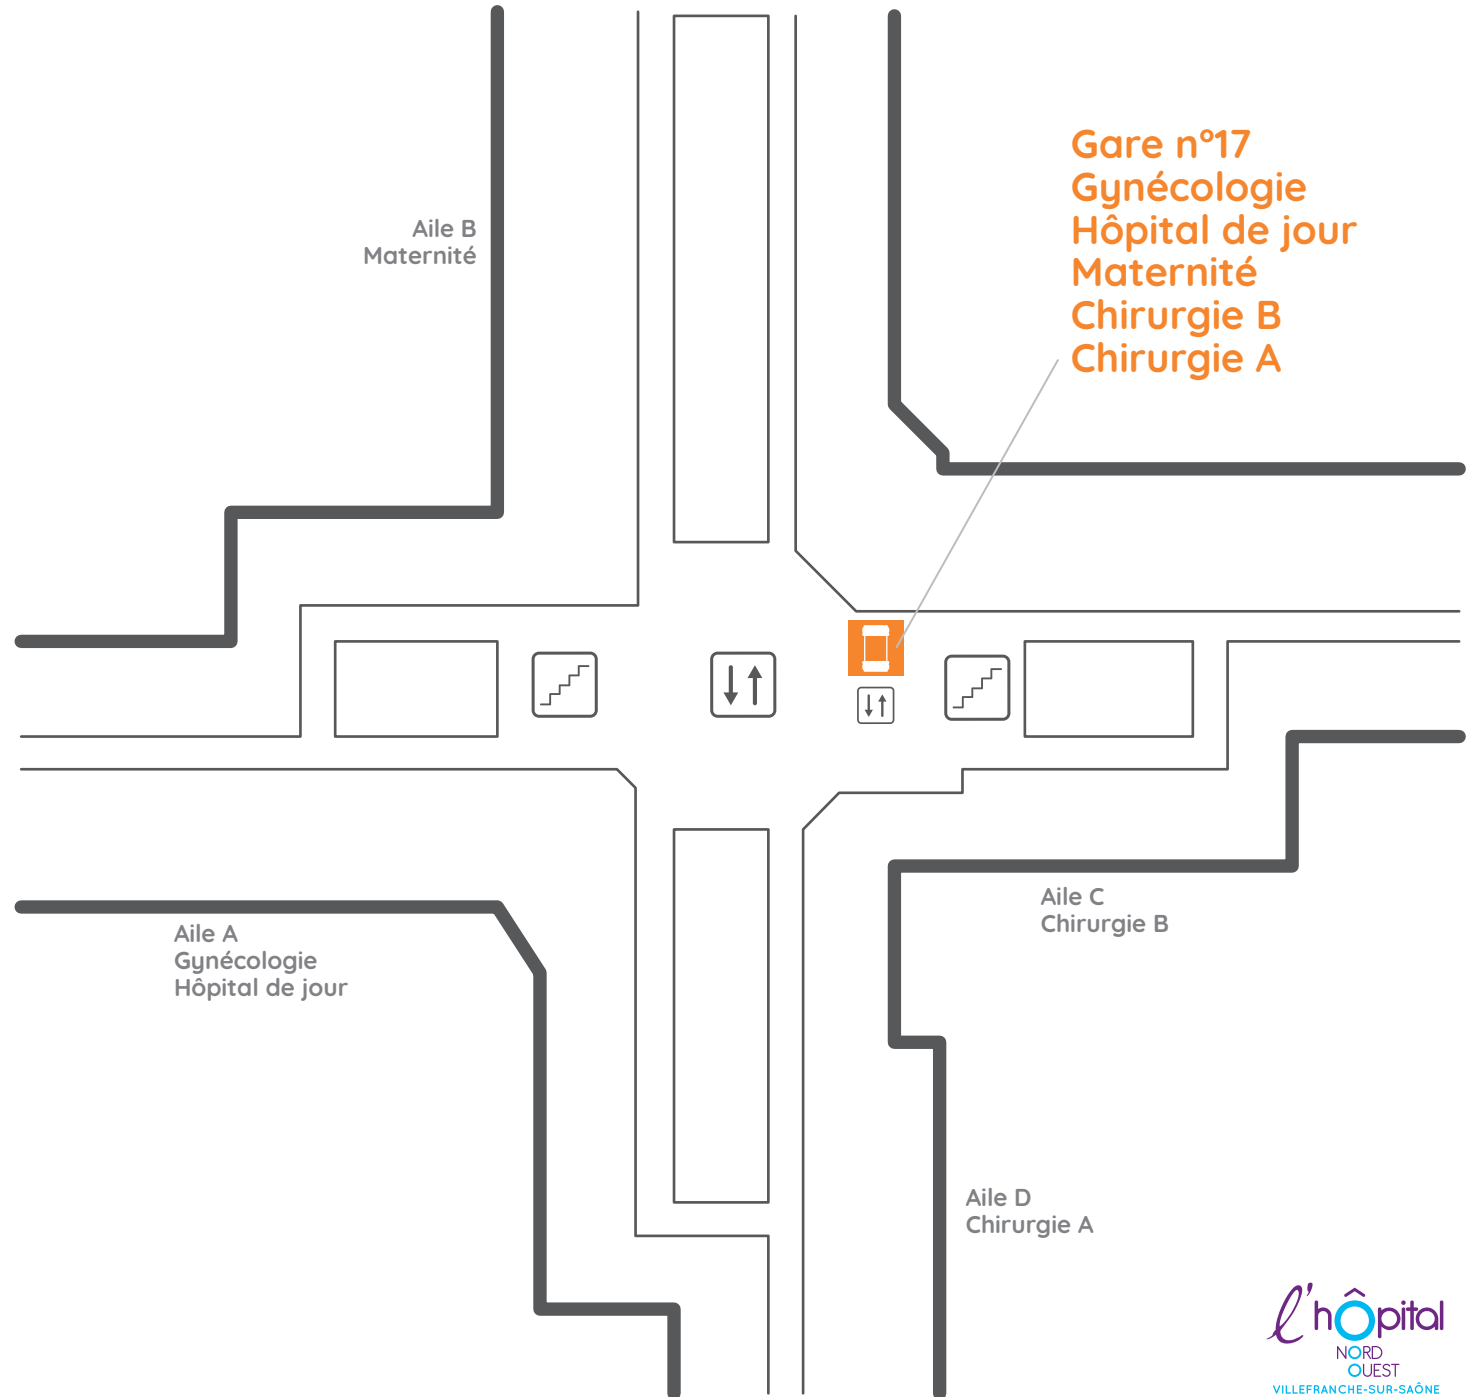 Gare n°17
Gynécologie
Hôpital de jour
Maternité
Chirurgie B
Chirurgie A
Aile B
Maternité
Aile C
Chirurgie B
Aile A
Gynécologie
Hôpital de jour
Aile D
Chirurgie A
l'hôpital
NORD
OUEST
VILLEFRANCHE-SUR-SAÔNE